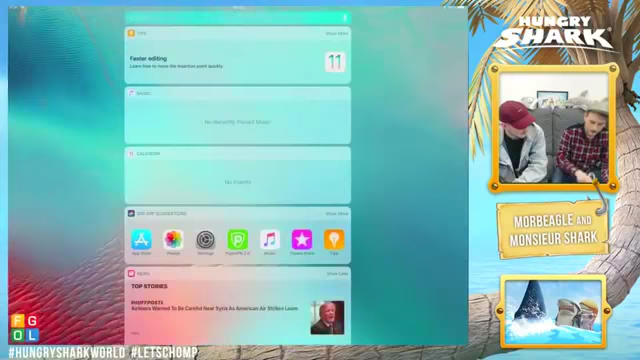 HUNGRY
SHARK
TIPS
Show More
Faster editing
Learn how to move the insertion point quickly.
11
MUSIC
No Recently Played Music
CALENDAR
No Events
SIRI APP SUGGESTIONS
Show More
App Store
Photos
Settings
Music
iTunes Store
Tips
NEWS
Show Less
TOP STORIES
HUFFPOST
Airliners Warned To Be Careful Near Syria As American Air Strikes Loom
MORBEAGLE AND
MONSIEUR SHARK
F G
O L
#HUNGRYSHARKWORLD #LETSCHOMP